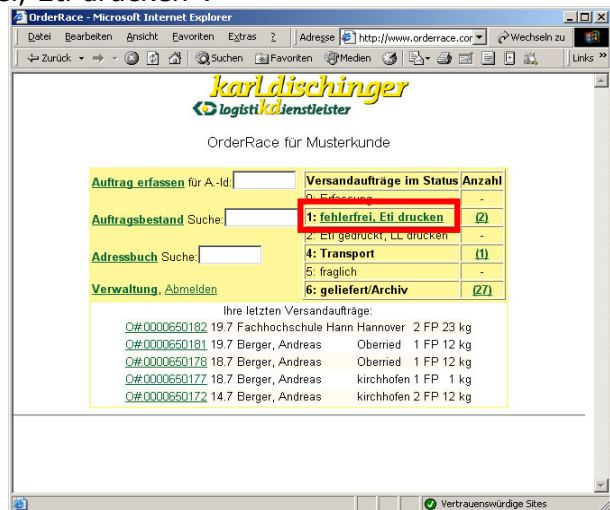 OrderRace - Microsoft Internet Explorer
Datei Bearbeiten Ansicht Favoriten Extras ? Adresse http://www.orderrace.cor Wechseln zu
Zurück Suchen Favoriten Medien Links »
karl dischinger
logistikdienstleister
OrderRace für Musterkunde
Auftrag erfassen für A.-Id:
Auftragsbestand Suche:
Adressbuch Suche:
Verwaltung, Abmelden
Versandaufträge im Status Anzahl
0: Erfassung -
1: fehlerfrei, Eti drucken (2)
2: Eti gedruckt, LL drucken -
4: Transport (1)
5: fraglich -
6: geliefert/Archiv (27)
Ihre letzten Versandaufträge:
O#:0000650182 19.7 Fachhochschule Hann Hannover 2 FP 23 kg
O#:0000650181 19.7 Berger, Andreas Oberried 1 FP 12 kg
O#:0000650178 18.7 Berger, Andreas Oberried 1 FP 12 kg
O#:0000650177 18.7 Berger, Andreas kirchhofen 1 FP 1 kg
O#:0000650172 14.7 Berger, Andreas kirchhofen 2 FP 12 kg
Vertrauenswürdige Sites